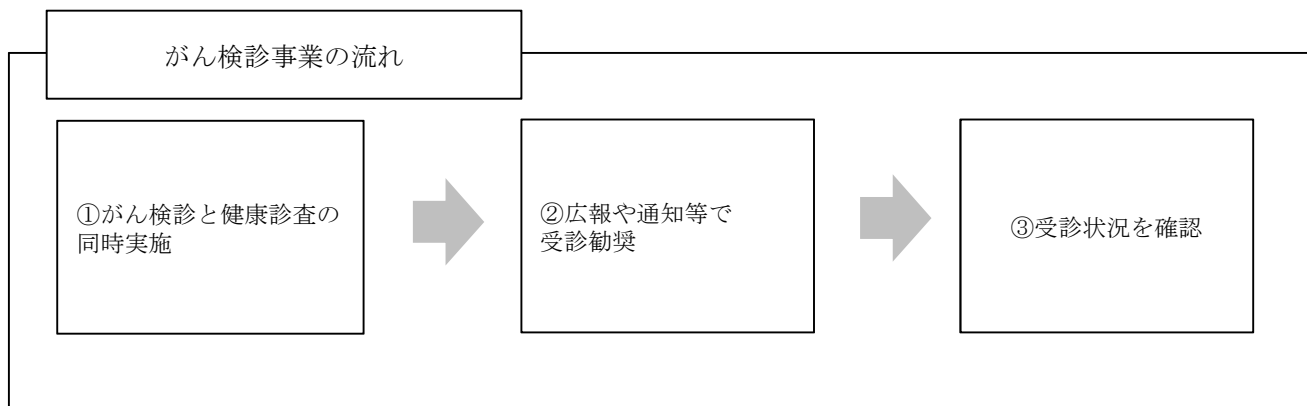 がん検診事業の流れ
①がん検診と健康診査の
同時実施
②広報や通知等で
受診勧奨
③受診状況を確認